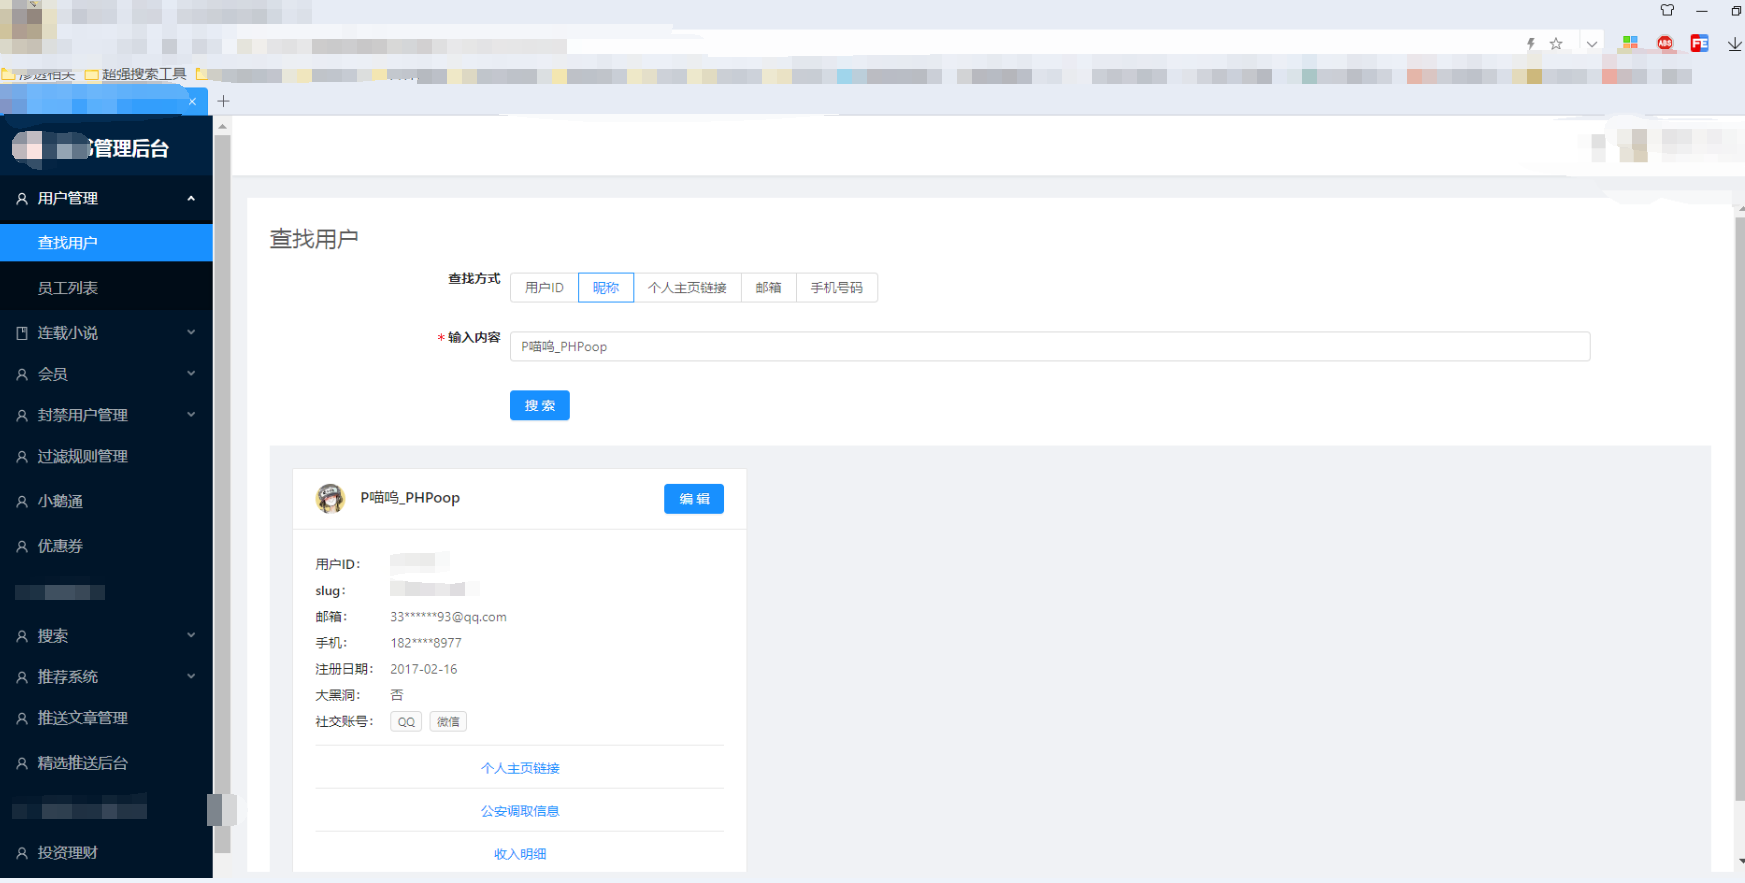 渗透相关 超强搜索工具
ABS
FE
书管理后台
用户管理
查找用户
员工列表
连载小说
会员
封禁用户管理
过滤规则管理
小鹅通
优惠券
搜索
推荐系统
推送文章管理
精选推送后台
投资理财
查找用户
查找方式 用户ID 昵称 个人主页链接 邮箱 手机号码
* 输入内容 P喵呜_PHPoop
搜 索
P喵呜_PHPoop 编 辑
用户ID：
slug：
邮箱： 33******93@qq.com
手机： 182****8977
注册日期： 2017-02-16
大黑洞： 否
社交账号： QQ 微信
个人主页链接
公安调取信息
收入明细